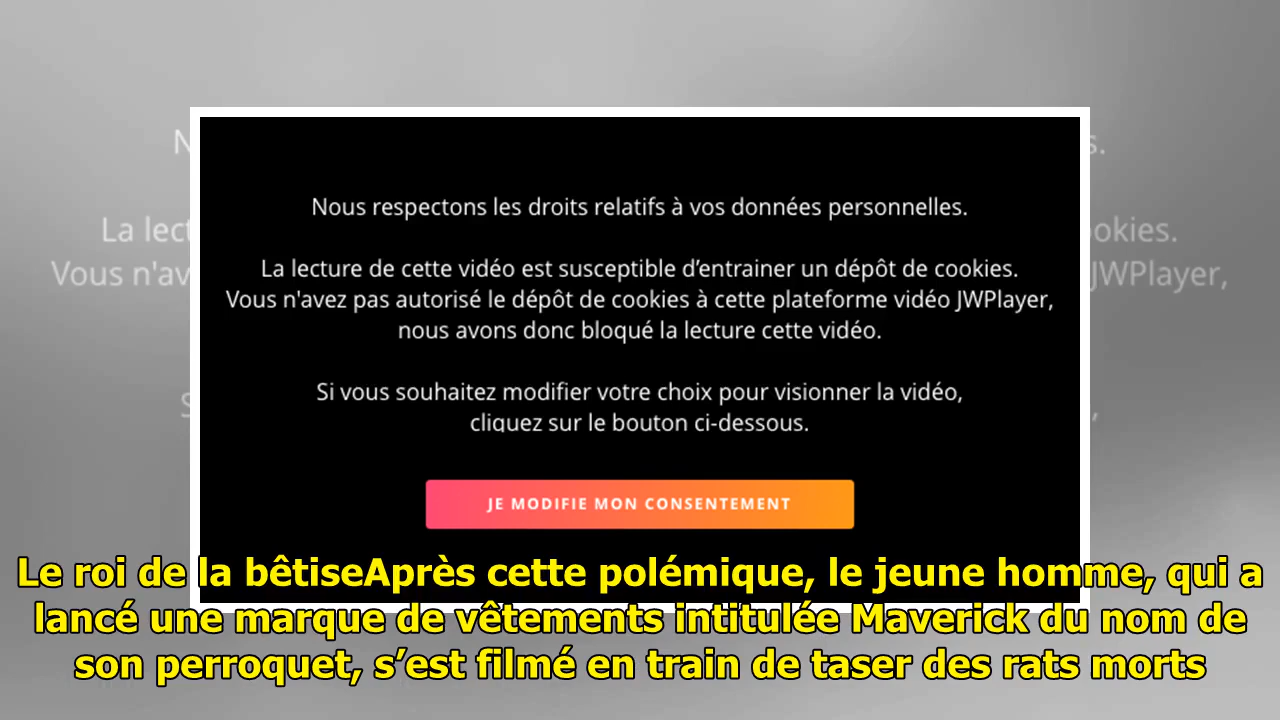 Nous respectons les droits relatifs à vos données personnelles.
La lecture de cette vidéo est susceptible d’entrainer un dépôt de cookies.
Vous n'avez pas autorisé le dépôt de cookies à cette plateforme vidéo JWPlayer,
nous avons donc bloqué la lecture cette vidéo.
Si vous souhaitez modifier votre choix pour visionner la vidéo,
cliquez sur le bouton ci-dessous.
JE MODIFIE MON CONSENTEMENT
Le roi de la bêtiseAprès cette polémique, le jeune homme, qui a
lancé une marque de vêtements intitulée Maverick du nom de
son perroquet, s’est filmé en train de taser des rats morts